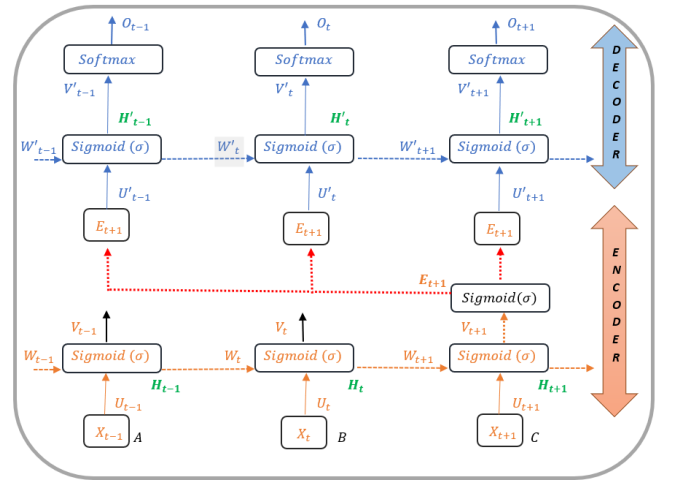 O_{t-1} O_t O_{t+1}
Softmax Softmax Softmax
V'_{t-1} V'_t V'_{t+1}
H'_{t-1} H'_t H'_{t+1}
W'_{t-1} Sigmoid (σ) W'_t Sigmoid (σ) W'_{t+1} Sigmoid (σ)
U'_{t-1} U'_t U'_{t+1}
E_{t+1} E_{t+1} E_{t+1}
E_{t+1}
Sigmoid(σ)
V_{t-1} V_t V_{t+1}
W_{t-1} Sigmoid (σ) W_t Sigmoid (σ) W_{t+1} Sigmoid (σ)
H_{t-1} H_t H_{t+1}
U_{t-1} U_t U_{t+1}
X_{t-1} A X_t B X_{t+1} C
DECODER
ENCODER